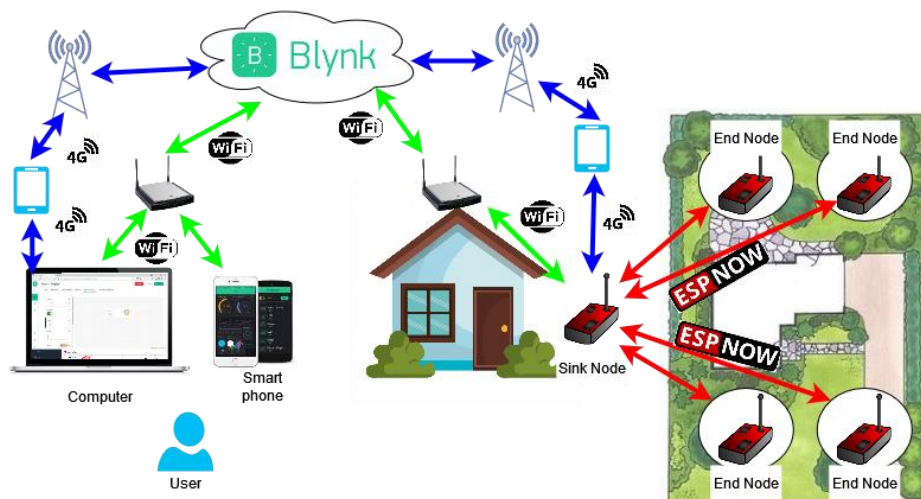 B Blynk
4G
WiFi
WiFi
4G
End Node
End Node
4G
WiFi
4G
WiFi
ESP NOW
ESP NOW
Sink Node
Computer
Smart
phone
End Node
End Node
User